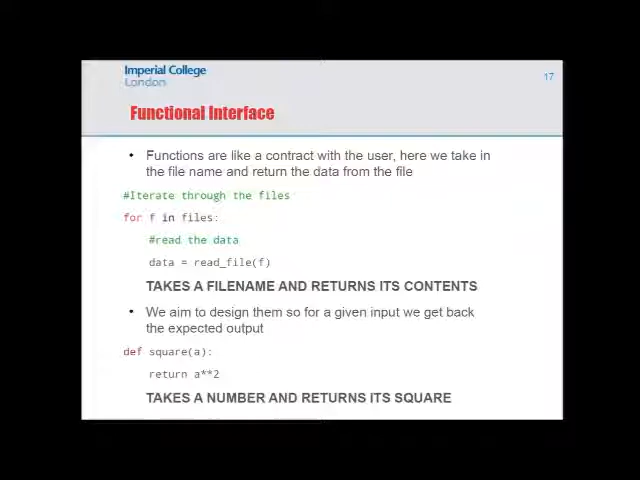 Imperial College
London
17
Functional Interface
• Functions are like a contract with the user, here we take in
the file name and return the data from the file
#Iterate through the files
for f in files:
#read the data
data = read_file(f)
TAKES A FILENAME AND RETURNS ITS CONTENTS
• We aim to design them so for a given input we get back
the expected output
def square(a):
return a**2
TAKES A NUMBER AND RETURNS ITS SQUARE